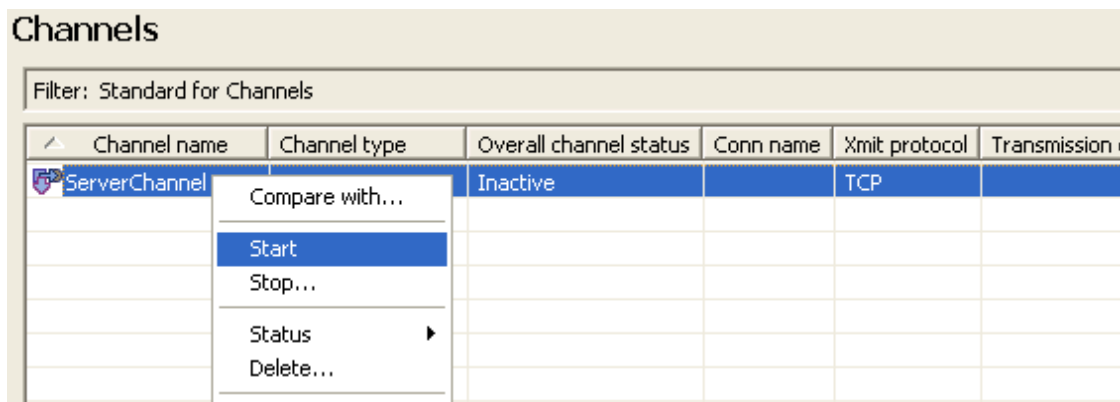 Channels
Filter: Standard for Channels
Channel name Channel type Overall channel status Conn name Xmit protocol Transmission
ServerChannel Inactive TCP
Compare with...
Start
Stop...
Status
Delete...